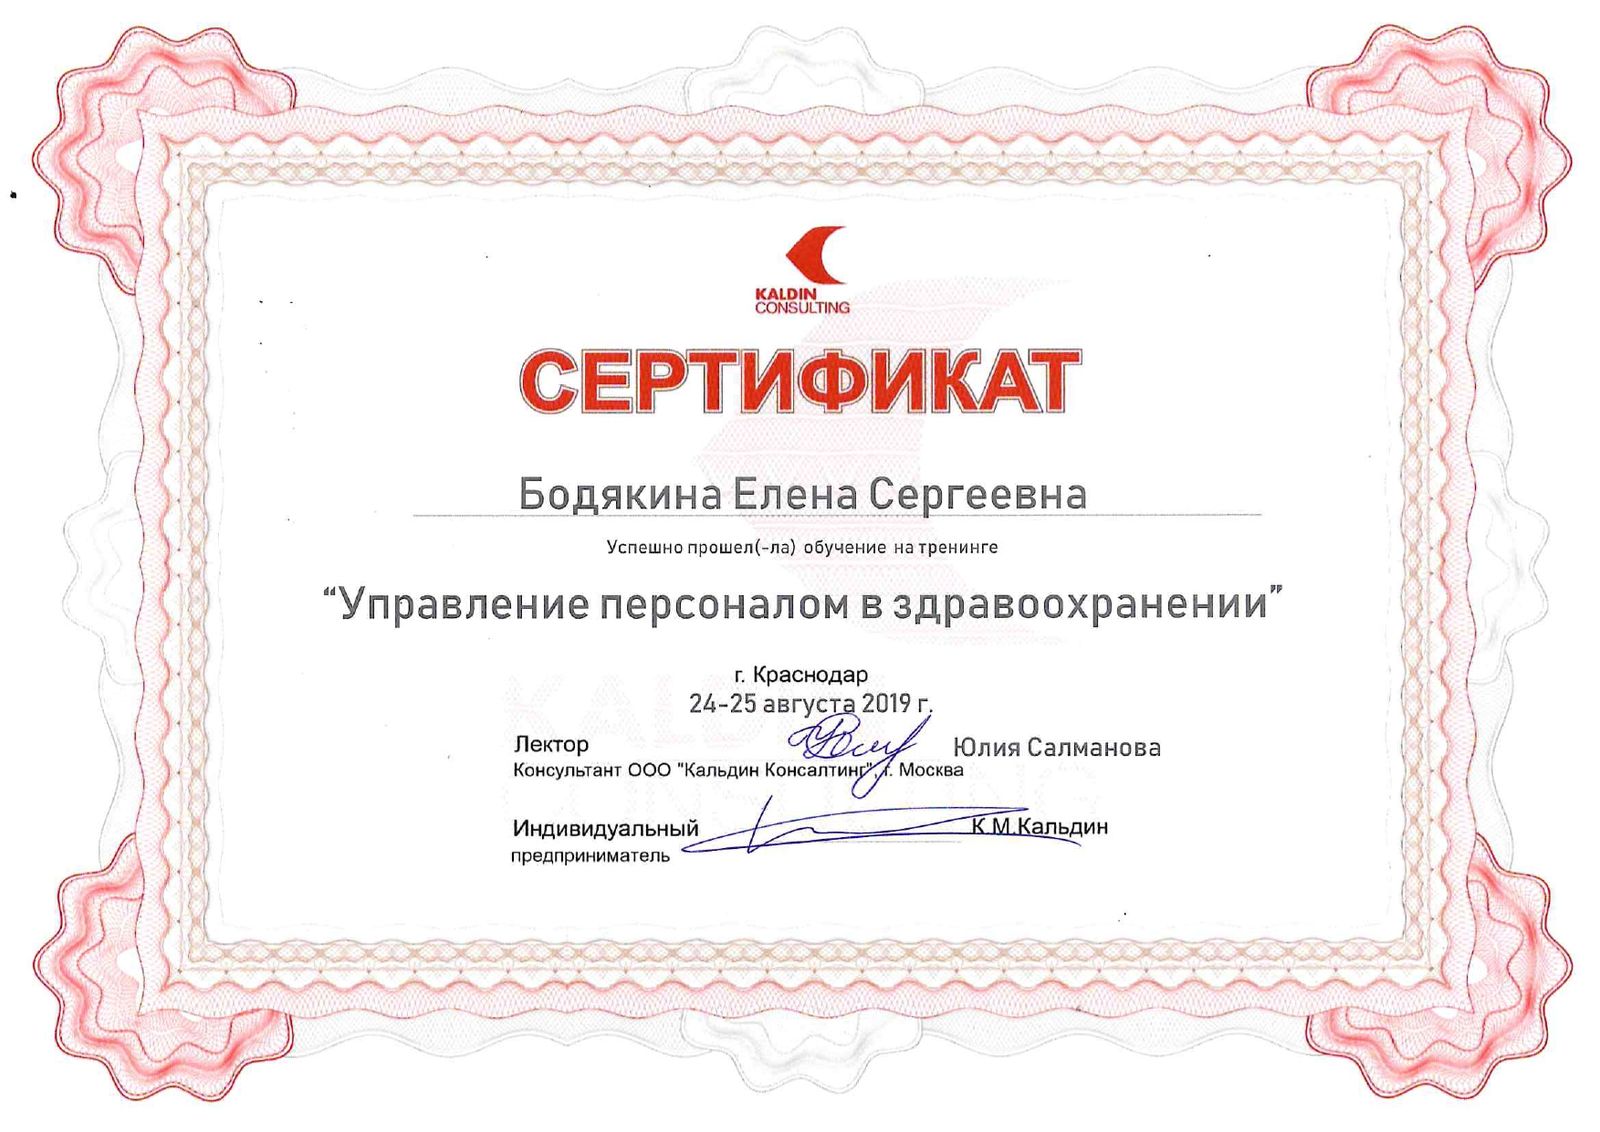 KALDIN
CONSULTING
СЕРТИФИКАТ
Бодякина Елена Сергеевна
Успешно прошел(-ла) обучение на тренинге
“Управление персоналом в здравоохранении”
г. Краснодар
24-25 августа 2019 г.
Лектор Юлия Салманова
Консультант ООО "Кальдин Консалтинг", г. Москва
Индивидуальный К.М.Кальдин
предприниматель